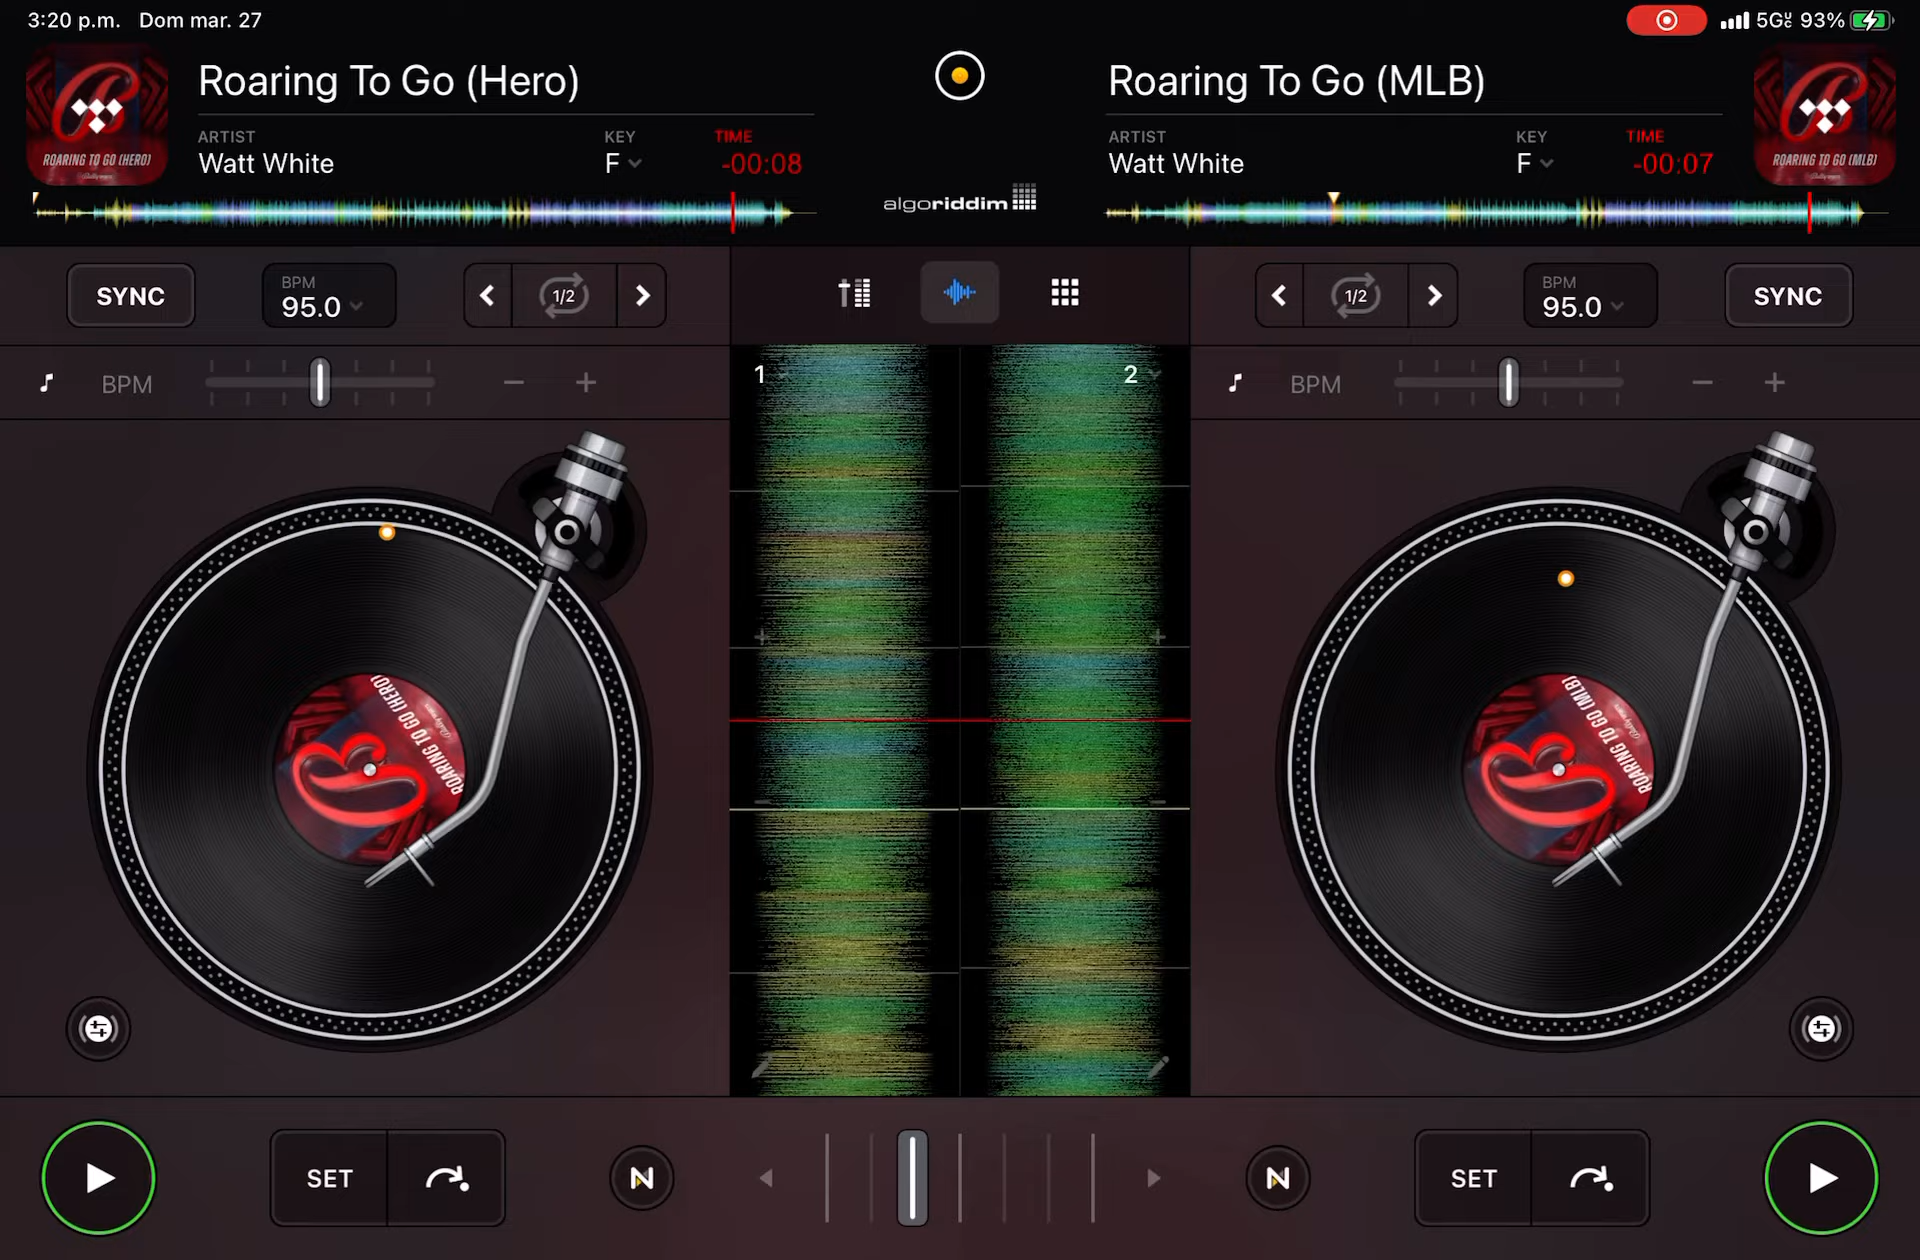 3:20 p.m. Dom mar. 27
5G 93%
Roaring To Go (Hero)
ARTIST
Watt White
KEY
F
TIME
-00:08
ROARING TO GO (HERO)
algoriddim
Roaring To Go (MLB)
ARTIST
Watt White
KEY
F
TIME
-00:07
ROARING TO GO (MLB)
SYNC
BPM
95.0
1/2
1/2
BPM
95.0
SYNC
BPM
1
2
BPM
ROARING TO GO (HERO)
ROARING TO GO (MLB)
SET
N
N
SET